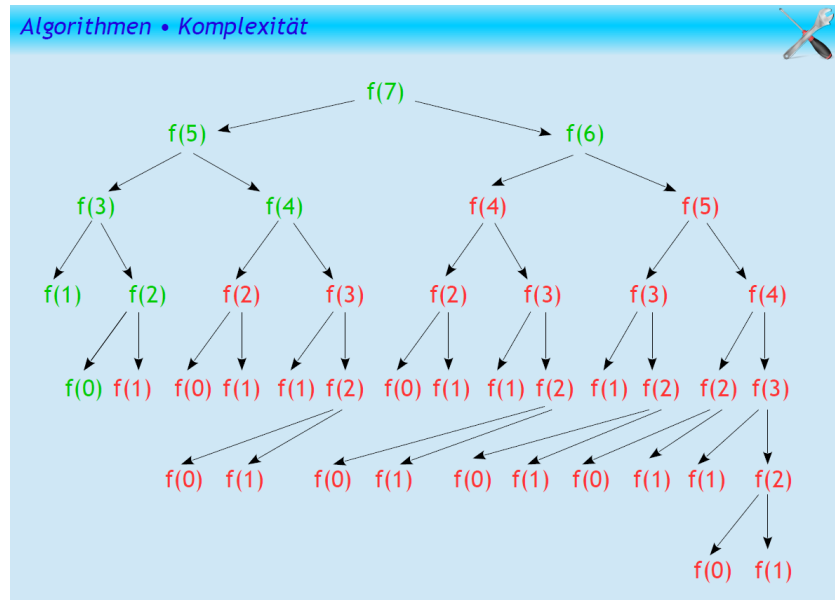 Algorithmen • Komplexität
f(7)
f(5) f(6)
f(3) f(4) f(4) f(5)
f(1) f(2) f(2) f(3) f(2) f(3) f(3) f(4)
f(0) f(1) f(0) f(1) f(1) f(2) f(0) f(1) f(1) f(2) f(1) f(2) f(2) f(3)
f(0) f(1) f(0) f(1) f(0) f(1) f(0) f(1) f(1) f(2)
f(0) f(1)